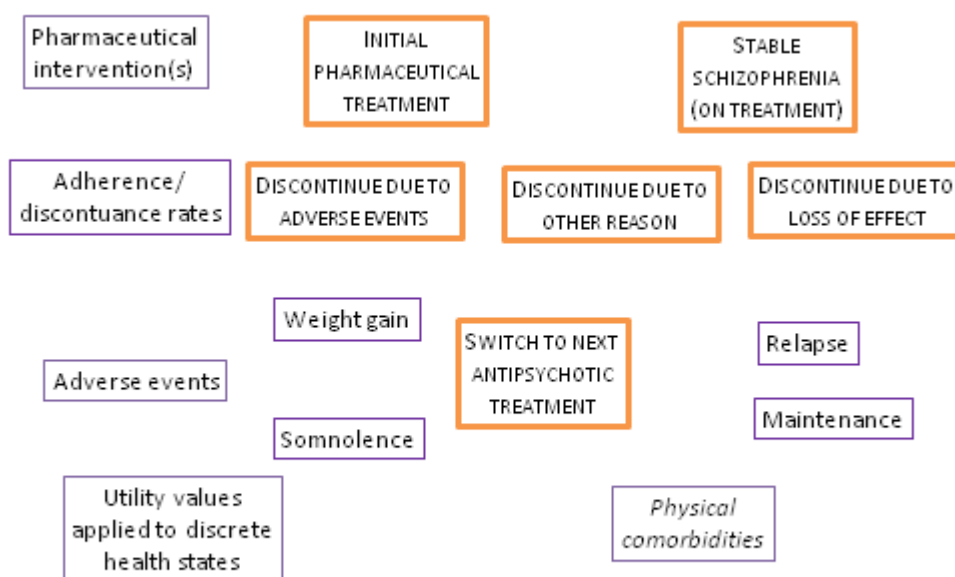 Pharmaceutical
intervention(s)
INITIAL
PHARMACEUTICAL
TREATMENT
STABLE
SCHIZOPHRENIA
(ON TREATMENT)
Adherence/
discontuance rates
DISCONTINUE DUE TO
ADVERSE EVENTS
DISCONTINUE DUE TO
OTHER REASON
DISCONTINUE DUE TO
LOSS OF EFFECT
Weight gain
SWITCH TO NEXT
ANTIPSYCHOTIC
TREATMENT
Relapse
Adverse events
Maintenance
Somnolence
Utility values
applied to discrete
health states
Physical
comorbidities